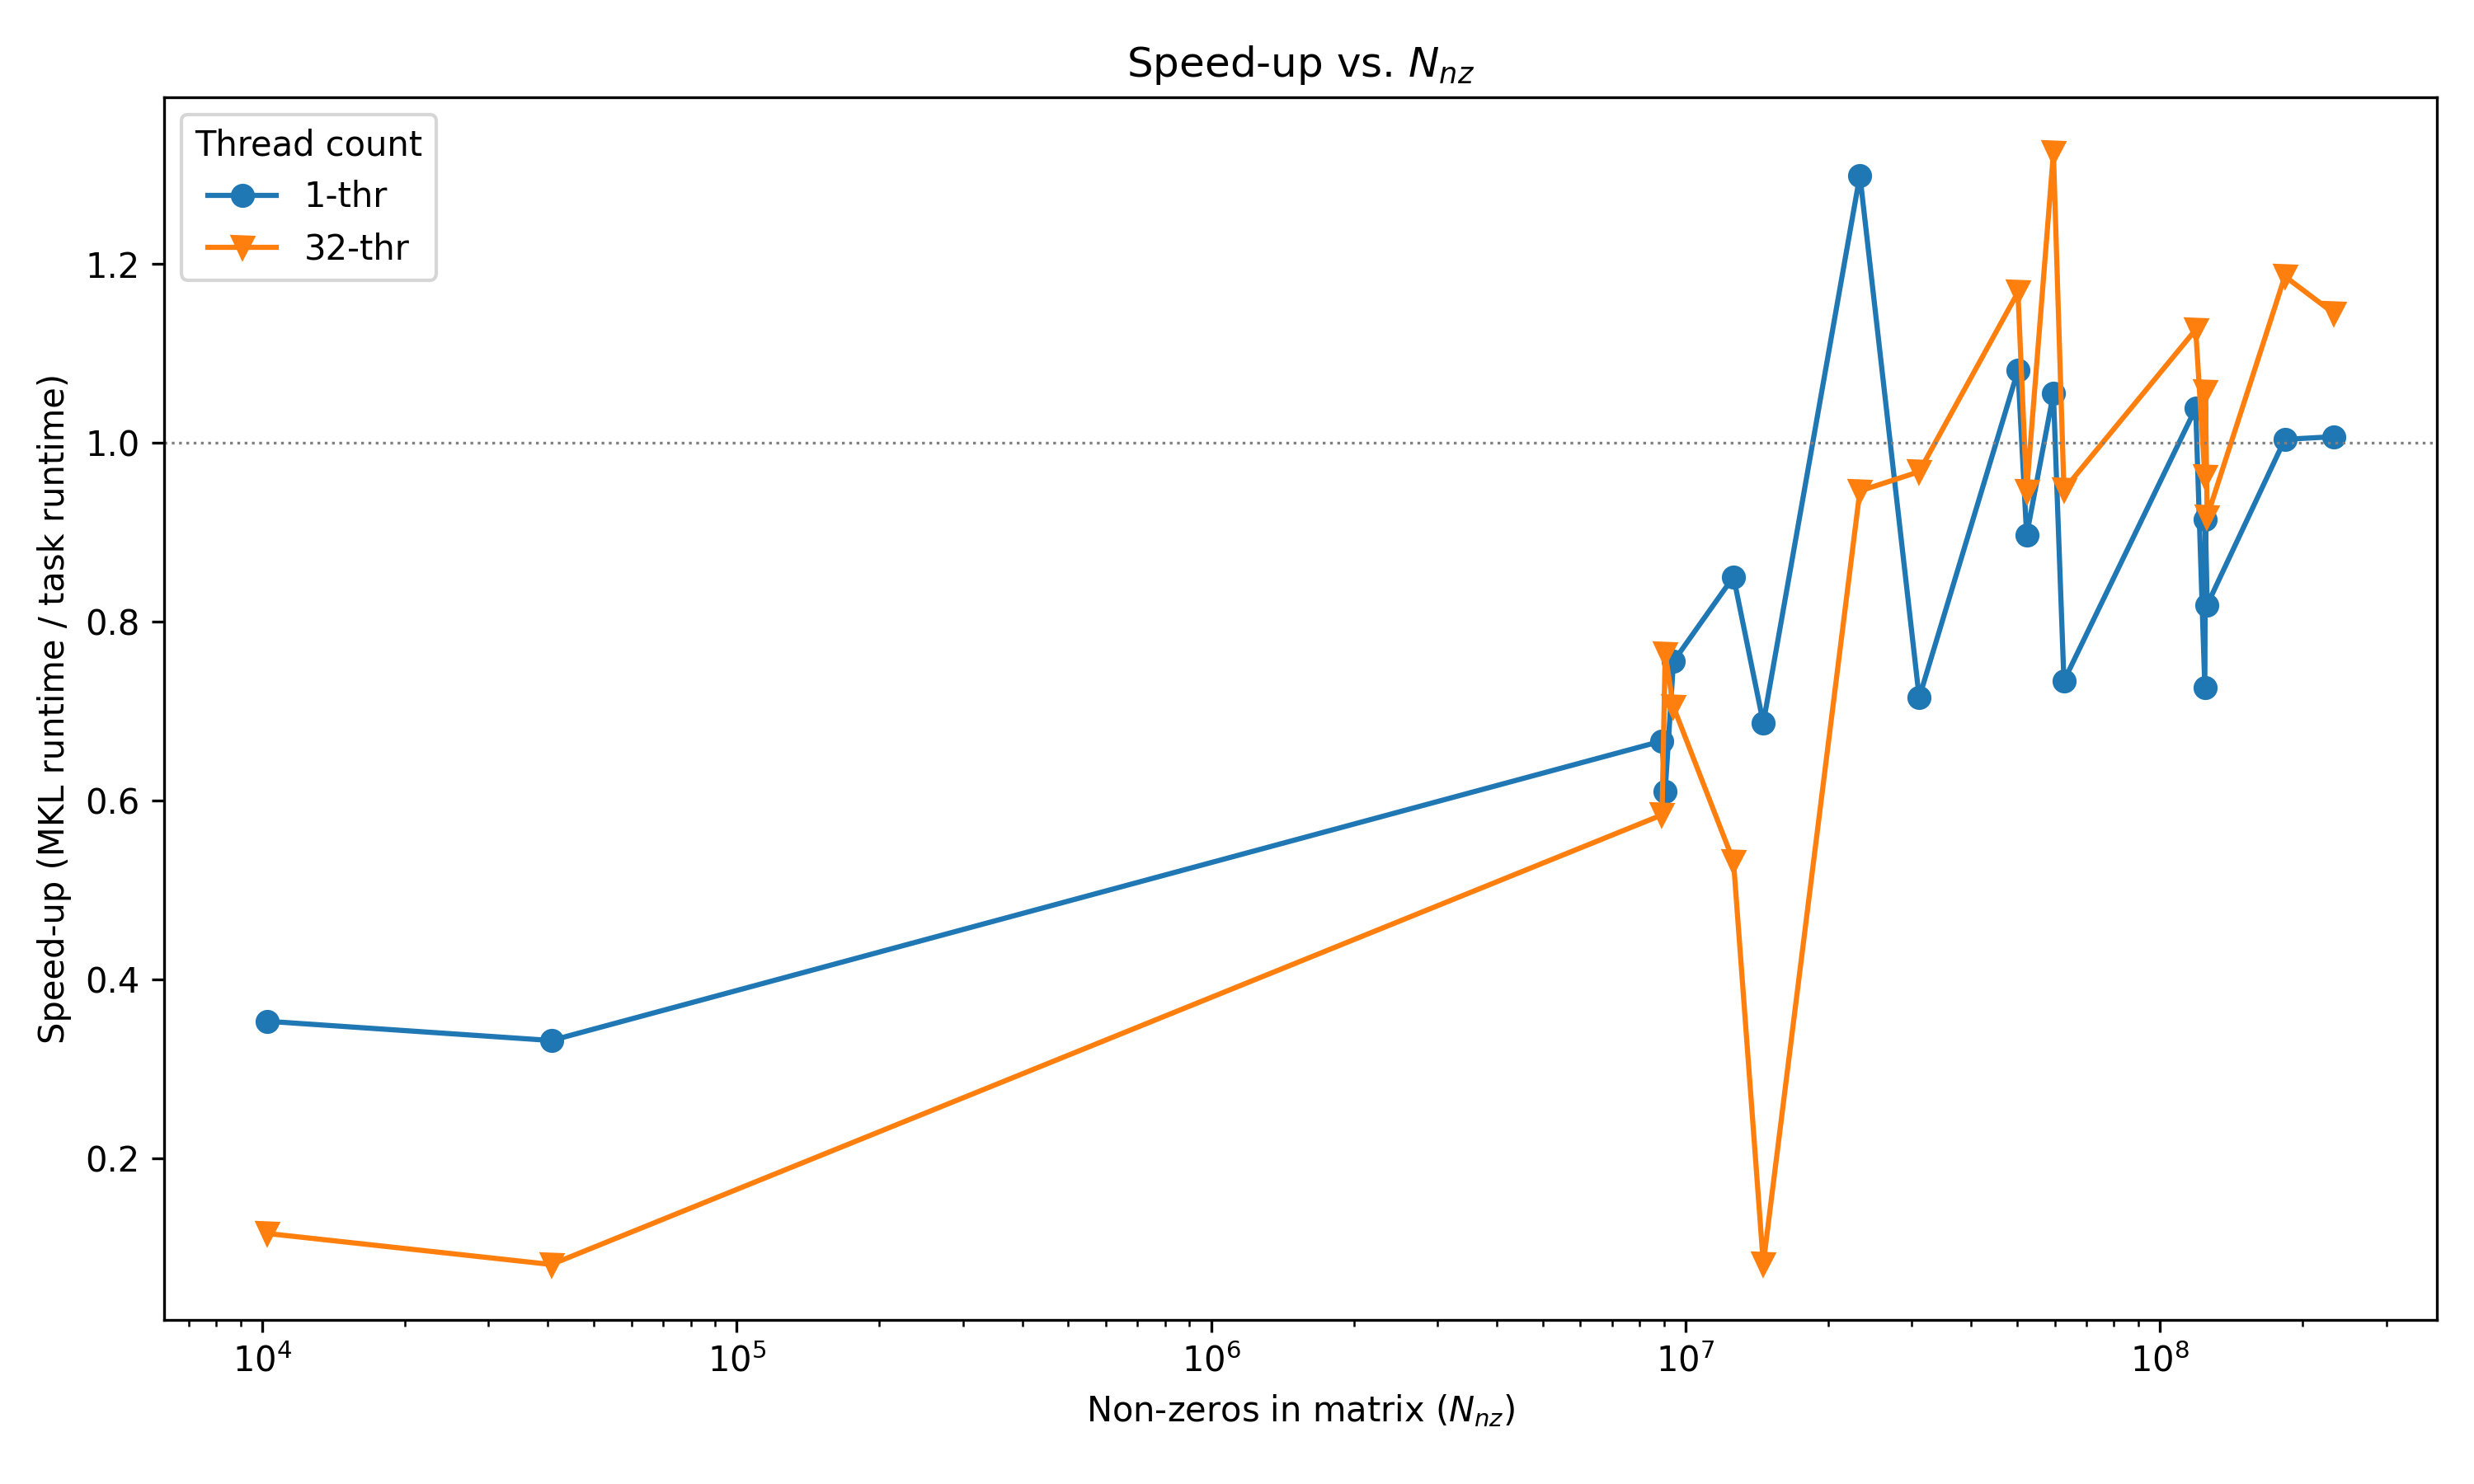 Speed-up vs. N_nz
Thread count
1-thr
32-thr
Speed-up (MKL runtime / task runtime)
1.2
1.0
0.8
0.6
0.4
0.2
10^4 10^5 10^6 10^7 10^8
Non-zeros in matrix (N_nz)